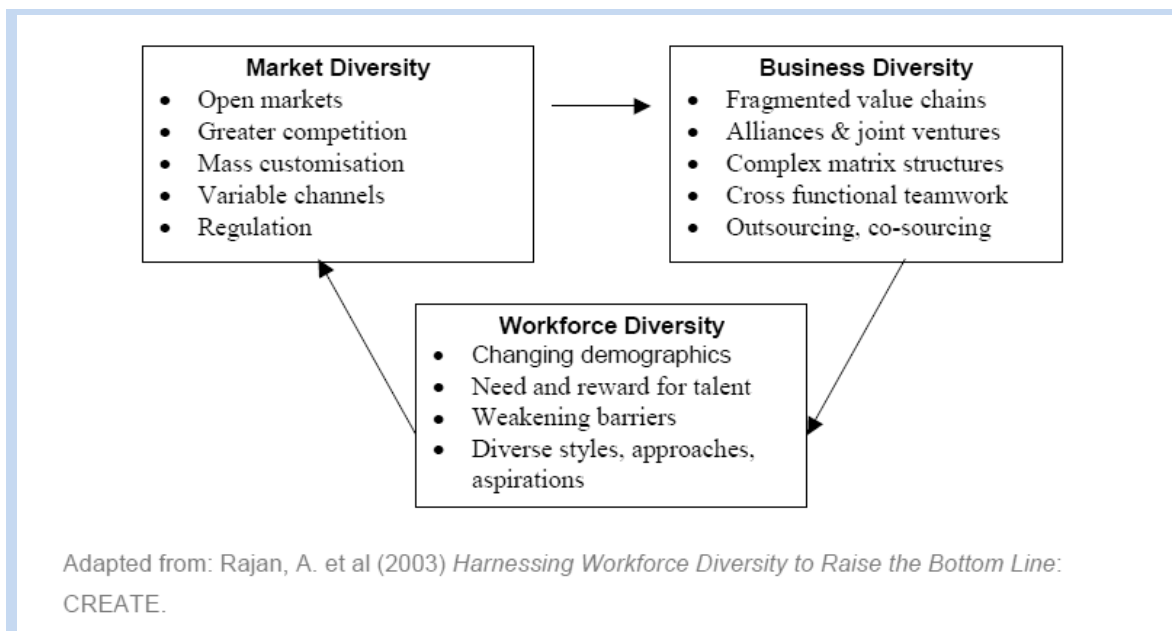 Market Diversity
• Open markets
• Greater competition
• Mass customisation
• Variable channels
• Regulation
Business Diversity
• Fragmented value chains
• Alliances & joint ventures
• Complex matrix structures
• Cross functional teamwork
• Outsourcing, co-sourcing
Workforce Diversity
• Changing demographics
• Need and reward for talent
• Weakening barriers
• Diverse styles, approaches,
aspirations
Adapted from: Rajan, A. et al (2003) Harnessing Workforce Diversity to Raise the Bottom Line:
CREATE.